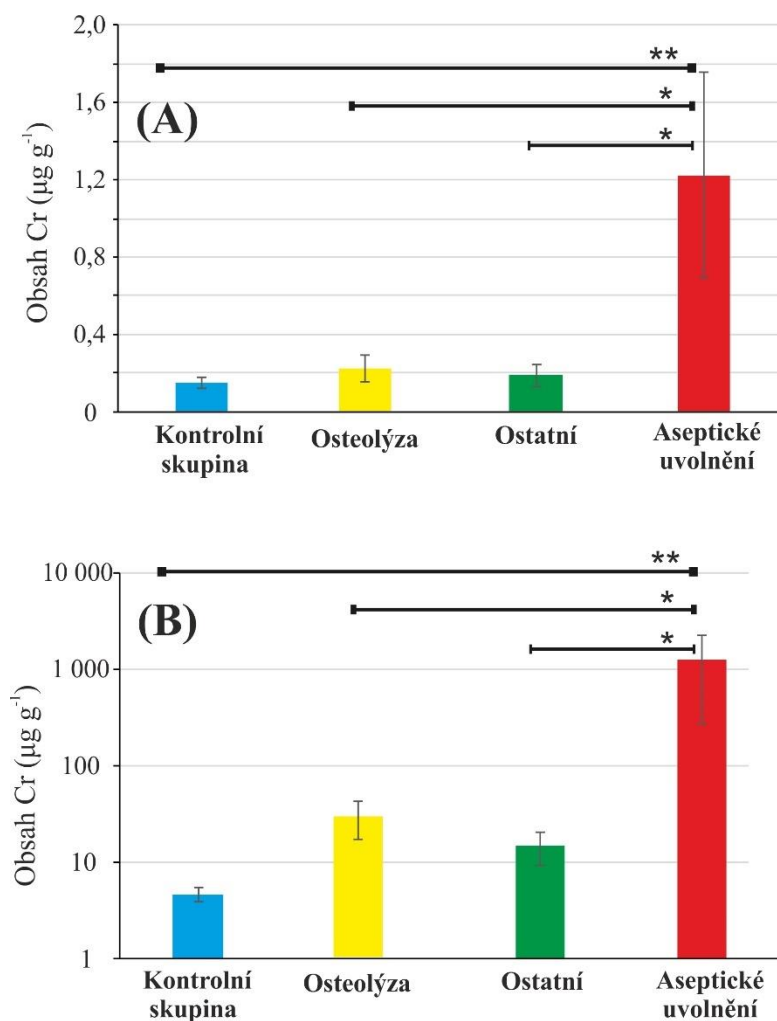 2,0
**
1,6
(A)
*
*
1,2
0,8
0,4
0
Obsah Cr (µg g⁻¹)
Kontrolní
skupina
Osteolýza
Ostatní
Aseptické
uvolnění
10 000
**
(B)
*
*
1 000
100
10
1
Obsah Cr (µg g⁻¹)
Kontrolní
skupina
Osteolýza
Ostatní
Aseptické
uvolnění